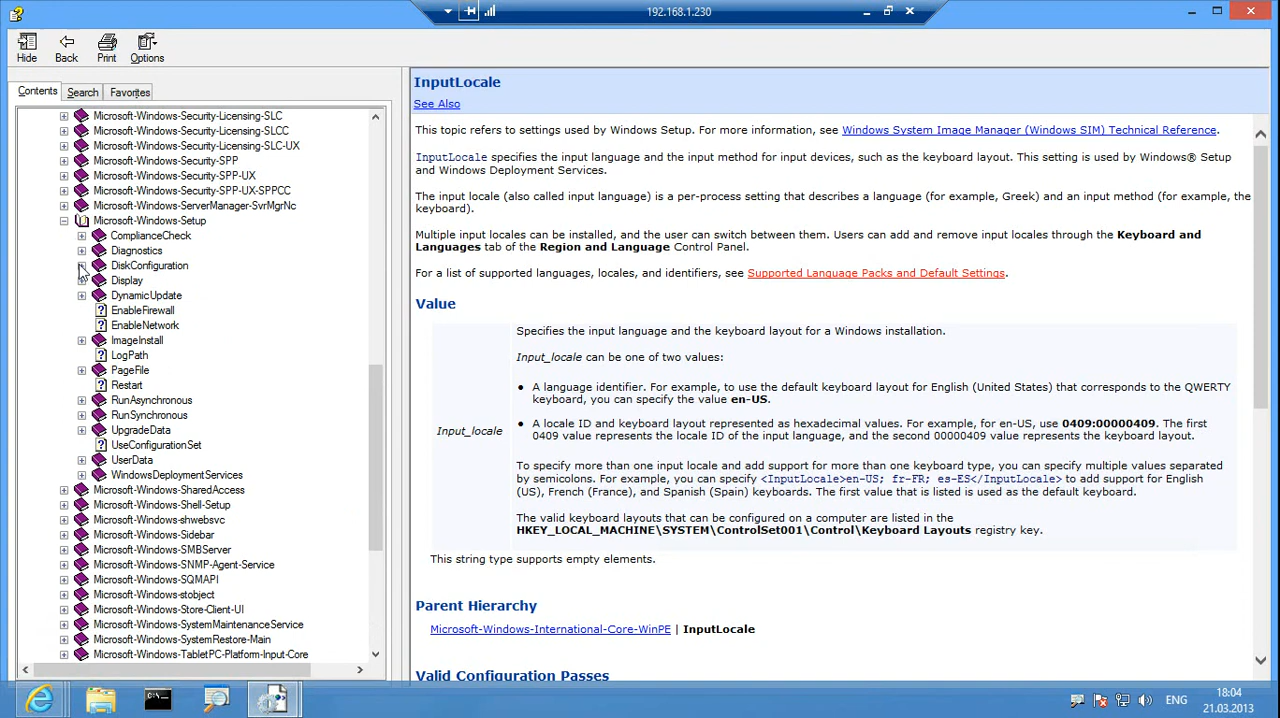 192.168.1.230
Hide Back Print Options
Contents Search Favorites
Microsoft-Windows-Security-Licensing-SLC
Microsoft-Windows-Security-Licensing-SLCC
Microsoft-Windows-Security-Licensing-SLC-UX
Microsoft-Windows-Security-SPP
Microsoft-Windows-Security-SPP-UX
Microsoft-Windows-Security-SPP-UX-SPPCC
Microsoft-Windows-ServerManager-SvrMgrNc
Microsoft-Windows-Setup
ComplianceCheck
Diagnostics
DiskConfiguration
Display
DynamicUpdate
EnableFirewall
EnableNetwork
ImageInstall
LogPath
PageFile
Restart
RunAsynchronous
RunSynchronous
UpgradeData
UseConfigurationSet
UserData
WindowsDeploymentServices
Microsoft-Windows-SharedAccess
Microsoft-Windows-Shell-Setup
Microsoft-Windows-shwebsvc
Microsoft-Windows-Sidebar
Microsoft-Windows-SMBServer
Microsoft-Windows-SNMP-Agent-Service
Microsoft-Windows-SQMAPI
Microsoft-Windows-stobject
Microsoft-Windows-Store-Client-UI
Microsoft-Windows-SystemMaintenanceService
Microsoft-Windows-SystemRestore-Main
Microsoft-Windows-TabletPC-Platform-Input-Core
InputLocale
See Also
This topic refers to settings used by Windows Setup. For more information, see Windows System Image Manager (Windows SIM) Technical Reference.
InputLocale specifies the input language and the input method for input devices, such as the keyboard layout. This setting is used by Windows® Setup
and Windows Deployment Services.
The input locale (also called input language) is a per-process setting that describes a language (for example, Greek) and an input method (for example, the
keyboard).
Multiple input locales can be installed, and the user can switch between them. Users can add and remove input locales through the Keyboard and
Languages tab of the Region and Language Control Panel.
For a list of supported languages, locales, and identifiers, see Supported Language Packs and Default Settings.
Value
Input_locale
Specifies the input language and the keyboard layout for a Windows installation.
Input_locale can be one of two values:
• A language identifier. For example, to use the default keyboard layout for English (United States) that corresponds to the QWERTY
keyboard, you can specify the value en-US.
• A locale ID and keyboard layout represented as hexadecimal values. For example, for en-US, use 0409:00000409. The first
0409 value represents the locale ID of the input language, and the second 00000409 value represents the keyboard layout.
To specify more than one input locale and add support for more than one keyboard type, you can specify multiple values separated
by semicolons. For example, you can specify <InputLocale>en-US; fr-FR; es-ES</InputLocale> to add support for English
(US), French (France), and Spanish (Spain) keyboards. The first value that is listed is used as the default keyboard.
The valid keyboard layouts that can be configured on a computer are listed in the
HKEY_LOCAL_MACHINE\SYSTEM\ControlSet001\Control\Keyboard Layouts registry key.
This string type supports empty elements.
Parent Hierarchy
Microsoft-Windows-International-Core-WinPE | InputLocale
Valid Configuration Passes
ENG
18:04
21.03.2013